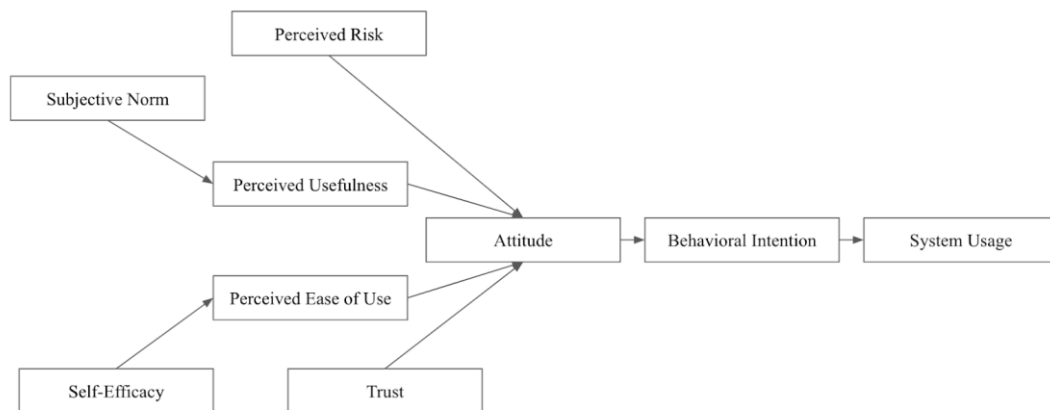 Perceived Risk
Subjective Norm
Perceived Usefulness
Attitude
Behavioral Intention
System Usage
Perceived Ease of Use
Self-Efficacy
Trust